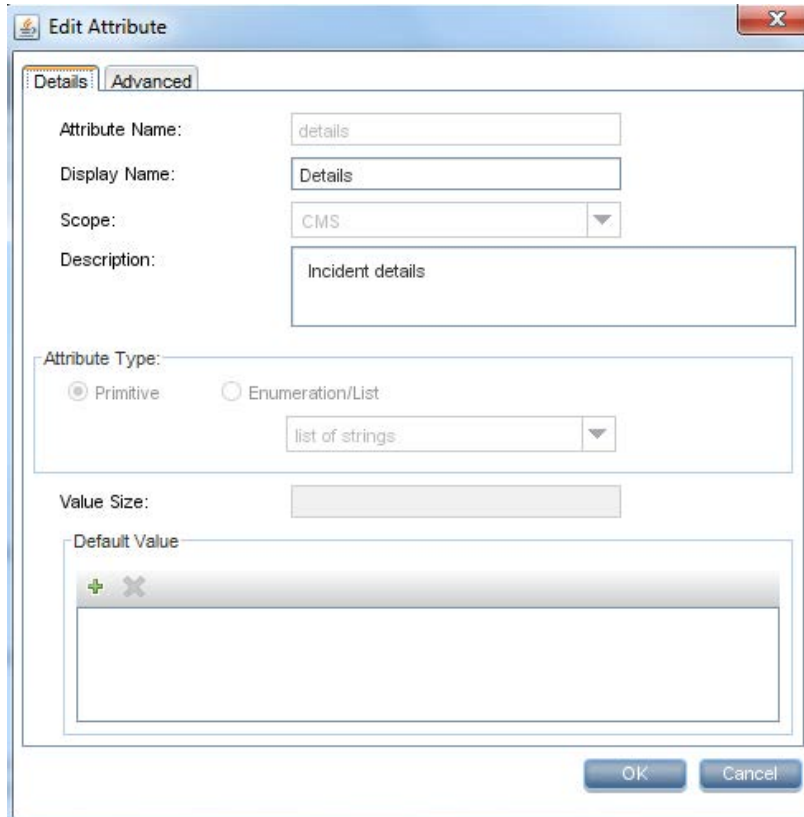 Edit Attribute
Details Advanced
Attribute Name: details
Display Name: Details
Scope: CMS
Description: Incident details
Attribute Type:
Primitive Enumeration/List
list of strings
Value Size:
Default Value
OK Cancel